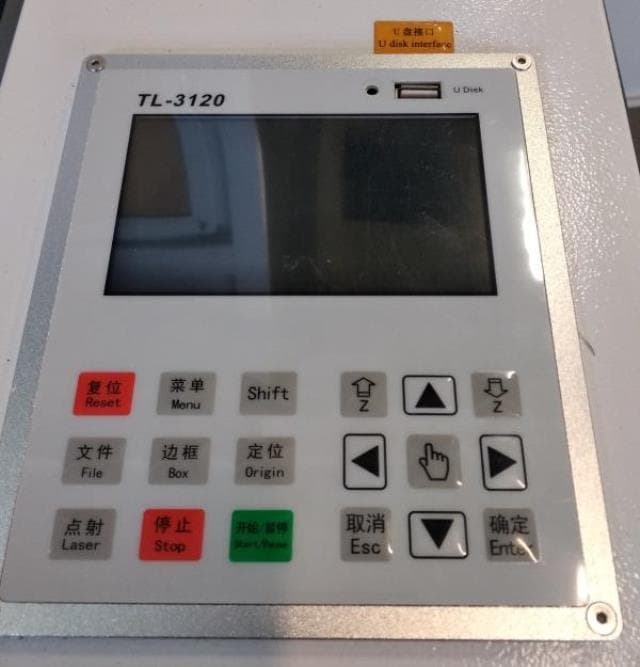 U盘接口
U disk interface
TL-3120
U Disk
复位
Reset
菜单
Menu
Shift
Z
Z
文件
File
边框
Box
定位
Origin
点射
Laser
停止
Stop
开始/暂停
Start/Pause
取消
Esc
确定
Enter